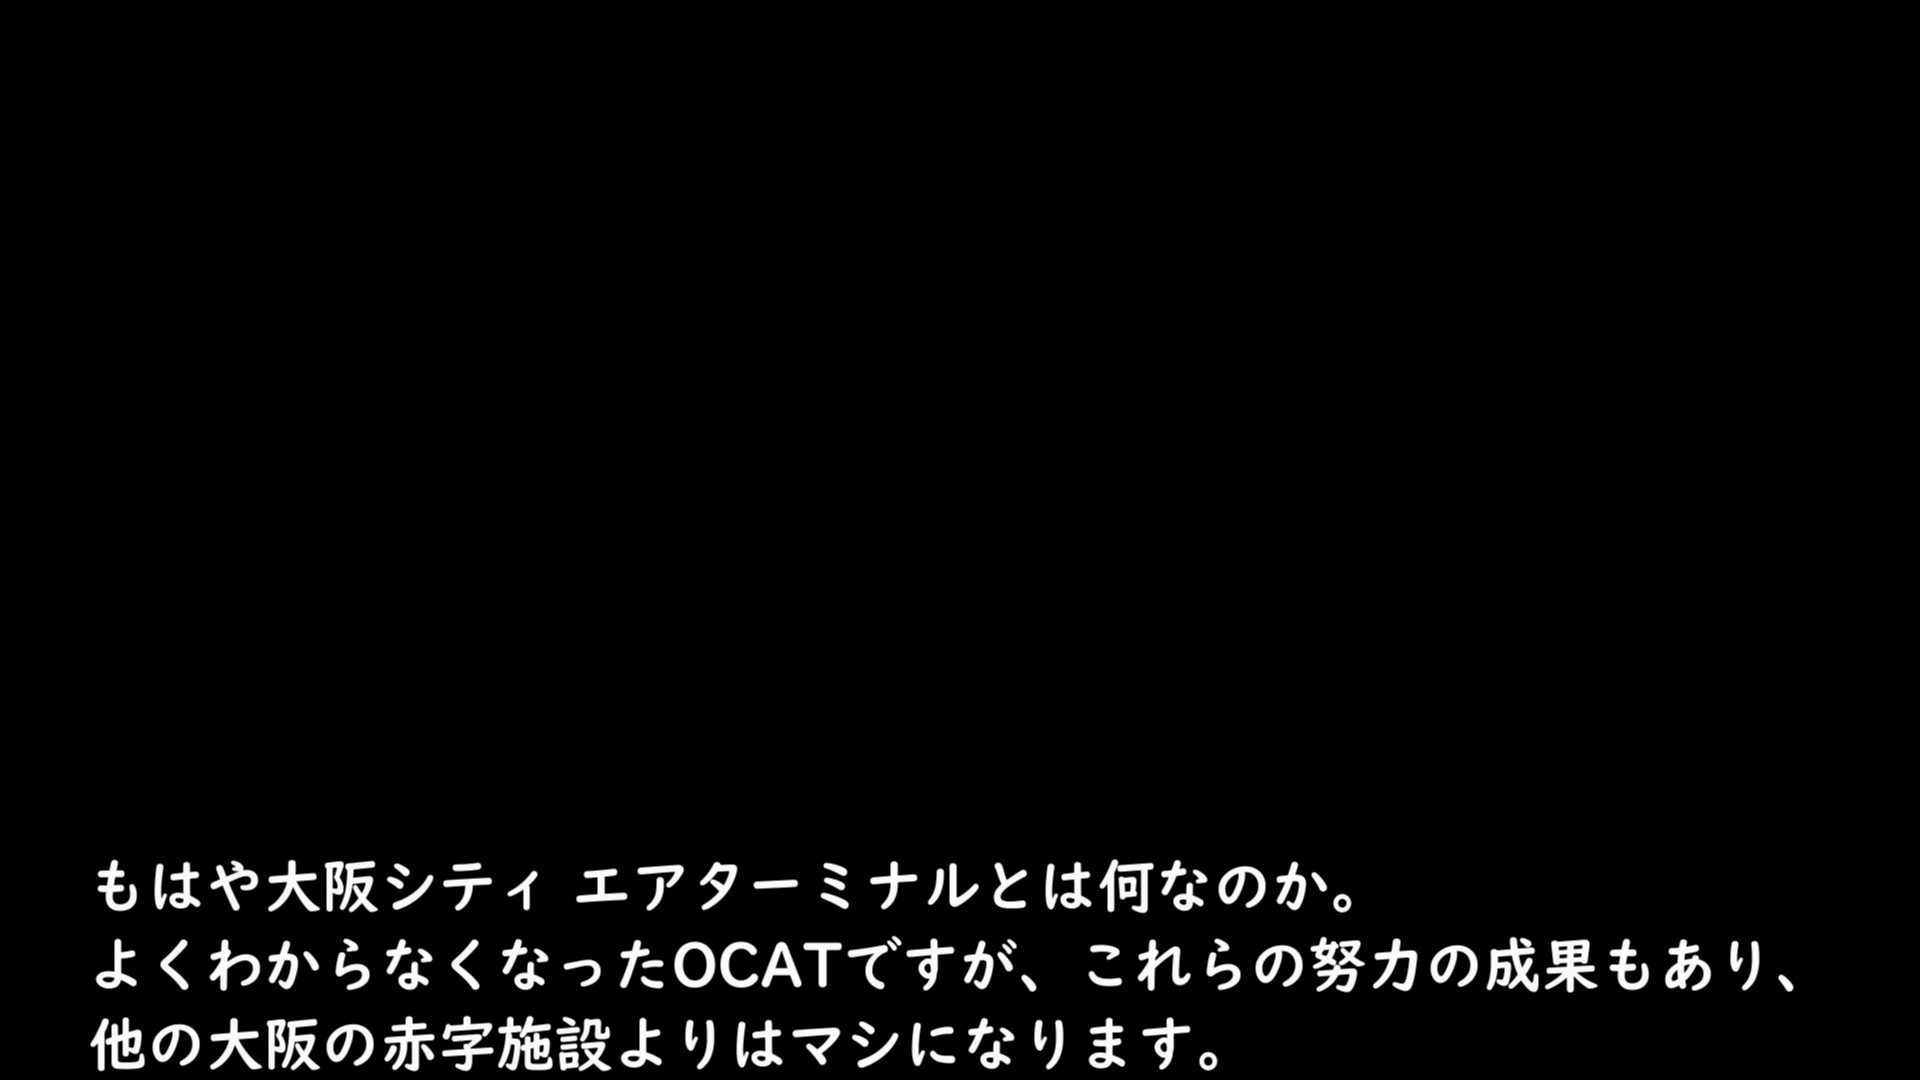 もはや大阪シティ エアターミナルとは何なのか。
よくわからなくなったOCATですが、これらの努力の成果もあり、
他の大阪の赤字施設よりはマシになります。